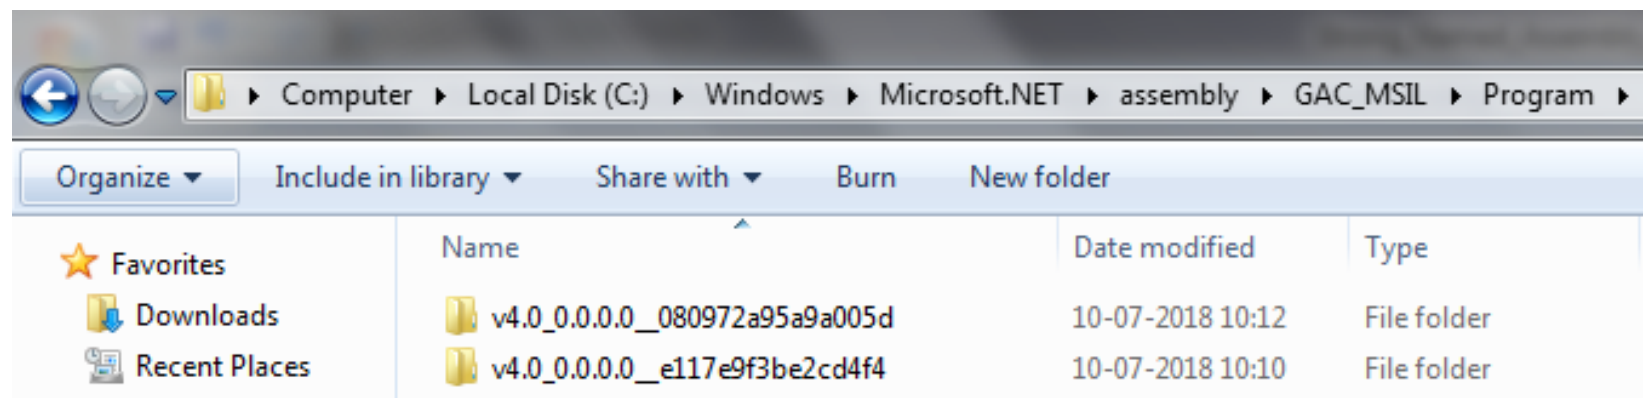 Computer Local Disk (C:) Windows Microsoft.NET assembly GAC_MSIL Program
Organize Include in library Share with Burn New folder
Name Date modified Type
Favorites
Downloads v4.0_0.0.0.0__080972a95a9a005d 10-07-2018 10:12 File folder
Recent Places v4.0_0.0.0.0__e117e9f3be2cd4f4 10-07-2018 10:10 File folder